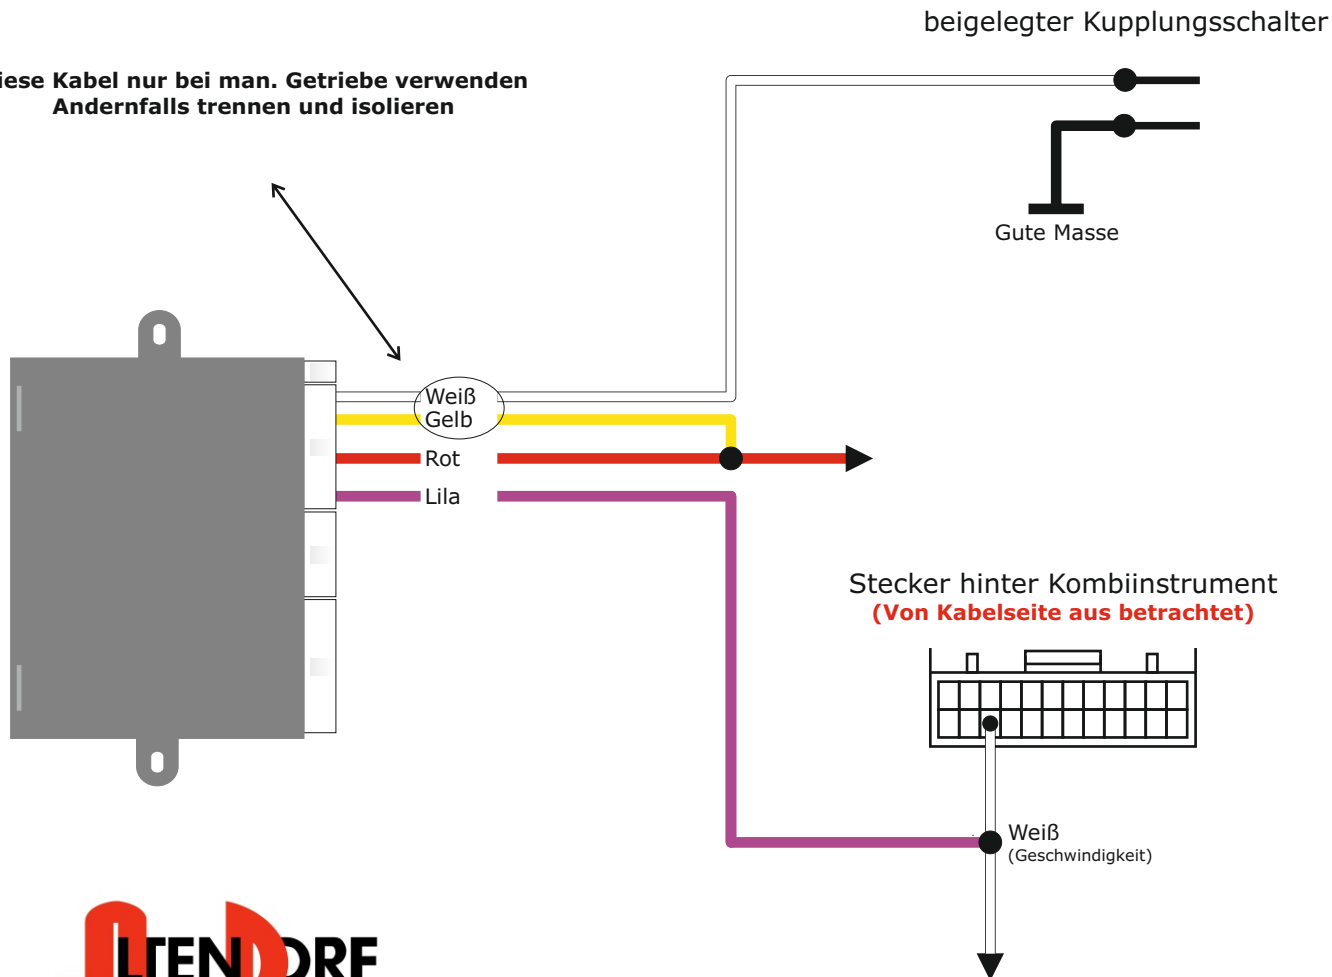 beigelegter Kupplungsschalter
iese Kabel nur bei man. Getriebe verwenden
Andernfalls trennen und isolieren
Gute Masse
Weiß
Gelb
Rot
Lila
Stecker hinter Kombiinstrument
(Von Kabelseite aus betrachtet)
Weiß
(Geschwindigkeit)
ALTENDORF